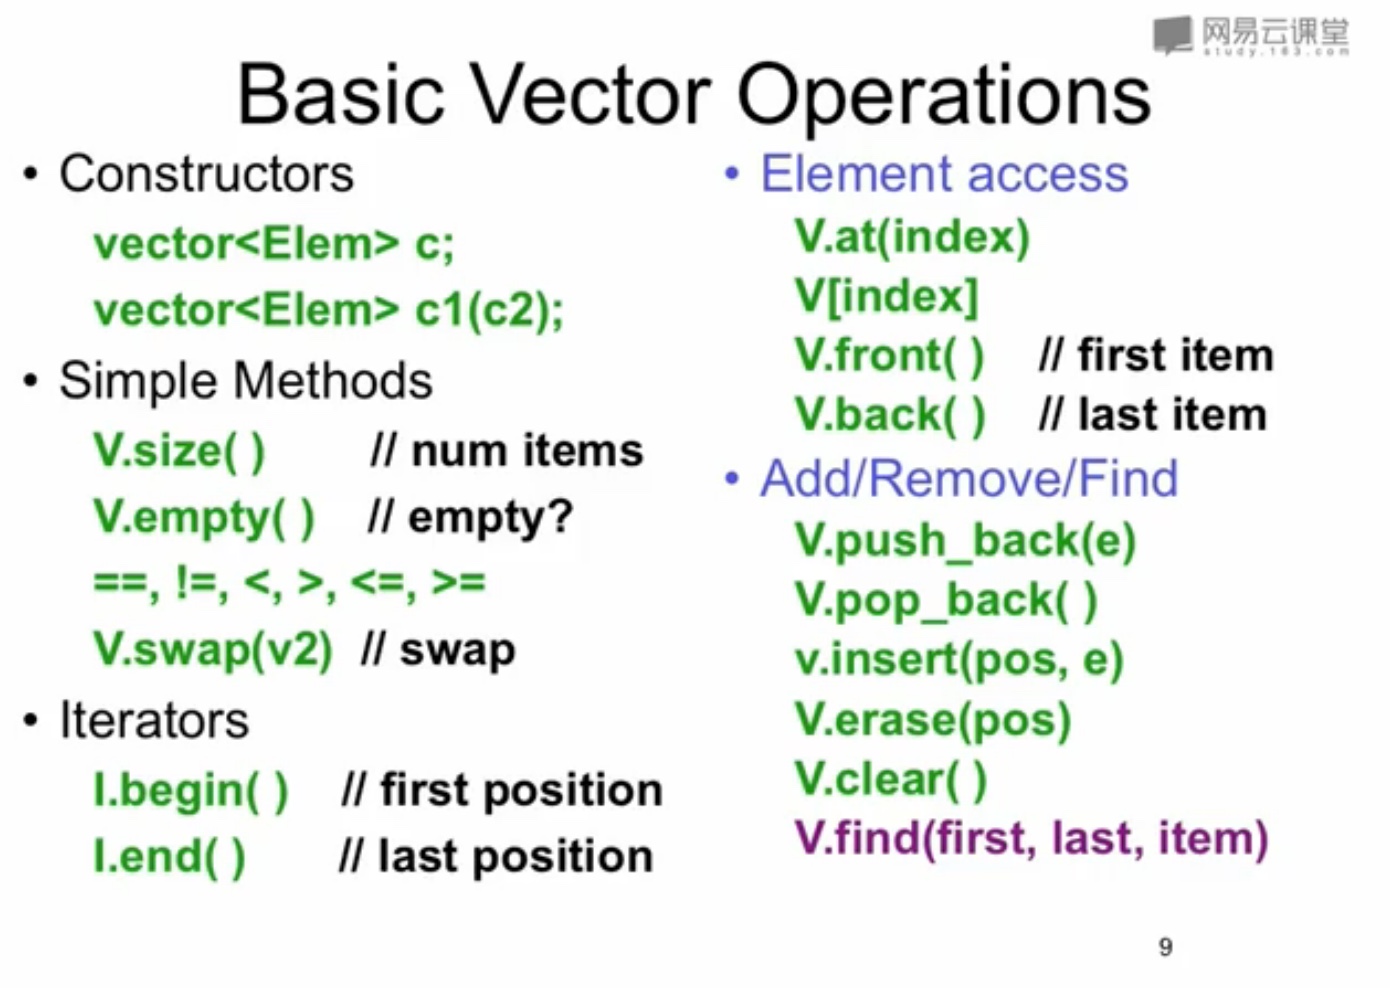 网易云课堂
study.163.com
Basic Vector Operations
• Constructors
vector<Elem> c;
vector<Elem> c1(c2);
• Simple Methods
V.size( ) // num items
V.empty( ) // empty?
==, !=, <, >, <=, >=
V.swap(v2) // swap
• Iterators
I.begin( ) // first position
I.end( ) // last position
• Element access
V.at(index)
V[index]
V.front( ) // first item
V.back( ) // last item
• Add/Remove/Find
V.push_back(e)
V.pop_back( )
v.insert(pos, e)
V.erase(pos)
V.clear( )
V.find(first, last, item)
9